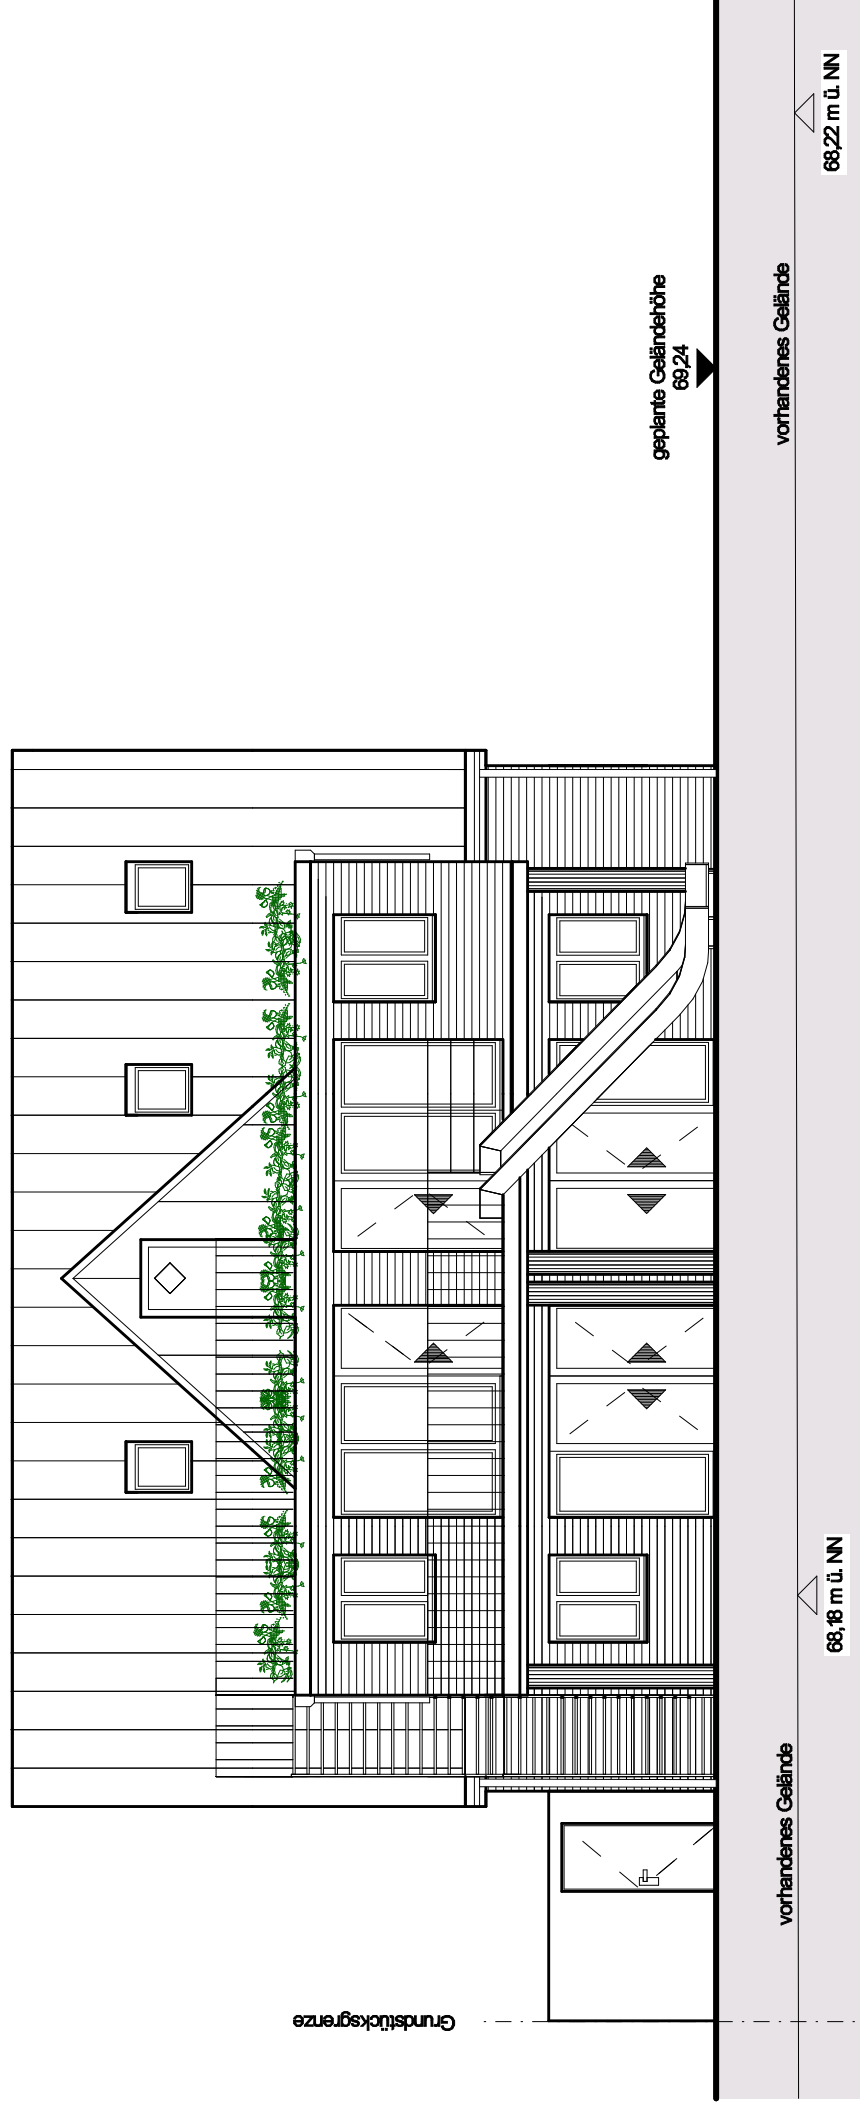 Grundstücksgrenze
geplante Geländehöhe
69,24
vorhandenes Gelände
vorhandenes Gelände
68,18 m ü. NN
68,22 m ü. NN